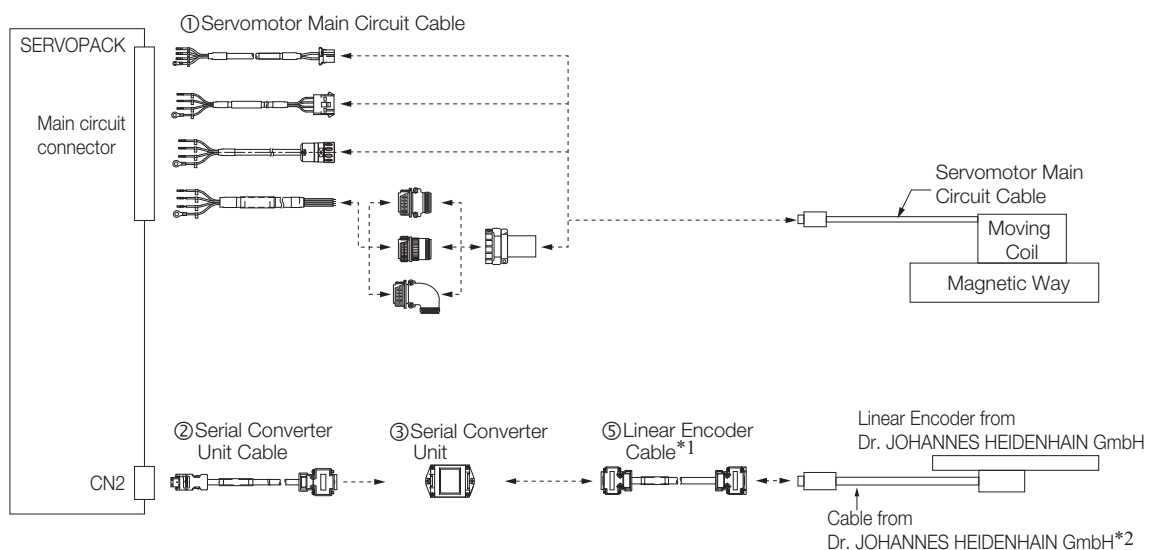 ①Servomotor Main Circuit Cable
SERVOPACK
Main circuit
connector
Servomotor Main
Circuit Cable
Moving
Coil
Magnetic Way
②Serial Converter
Unit Cable
③Serial Converter
Unit
⑤Linear Encoder
Cable*1
Linear Encoder from
Dr. JOHANNES HEIDENHAIN GmbH
CN2
Cable from
Dr. JOHANNES HEIDENHAIN GmbH*2